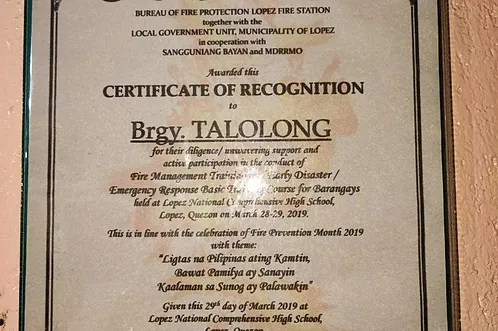 BUREAU OF FIRE PROTECTION LOPEZ FIRE STATION
together with the
LOCAL GOVERNMENT UNIT, MUNICIPALITY OF LOPEZ
in cooperation with
SANGGUNIANG BAYAN and MDRRMO
Awarded this
CERTIFICATE OF RECOGNITION
to
Brgy. TALOLONG
for their diligence/ unwavering support and
active participation in the conduct of
Fire Management Training Early Disaster /
Emergency Response Basic Training Course for Barangays
held at Lopez National Comprehensive High School,
Lopez, Quezon on March 28-29, 2019.
This is in line with the celebration of Fire Prevention Month 2019
with theme:
"Ligtas na Pilipinas ating Kamtin,
Bawat Pamilya ay Sanayin
Kaalaman sa Sunog ay Palawakin"
Given this 29th day of March 2019 at
Lopez National Comprehensive High School,
Lopez, Quezon